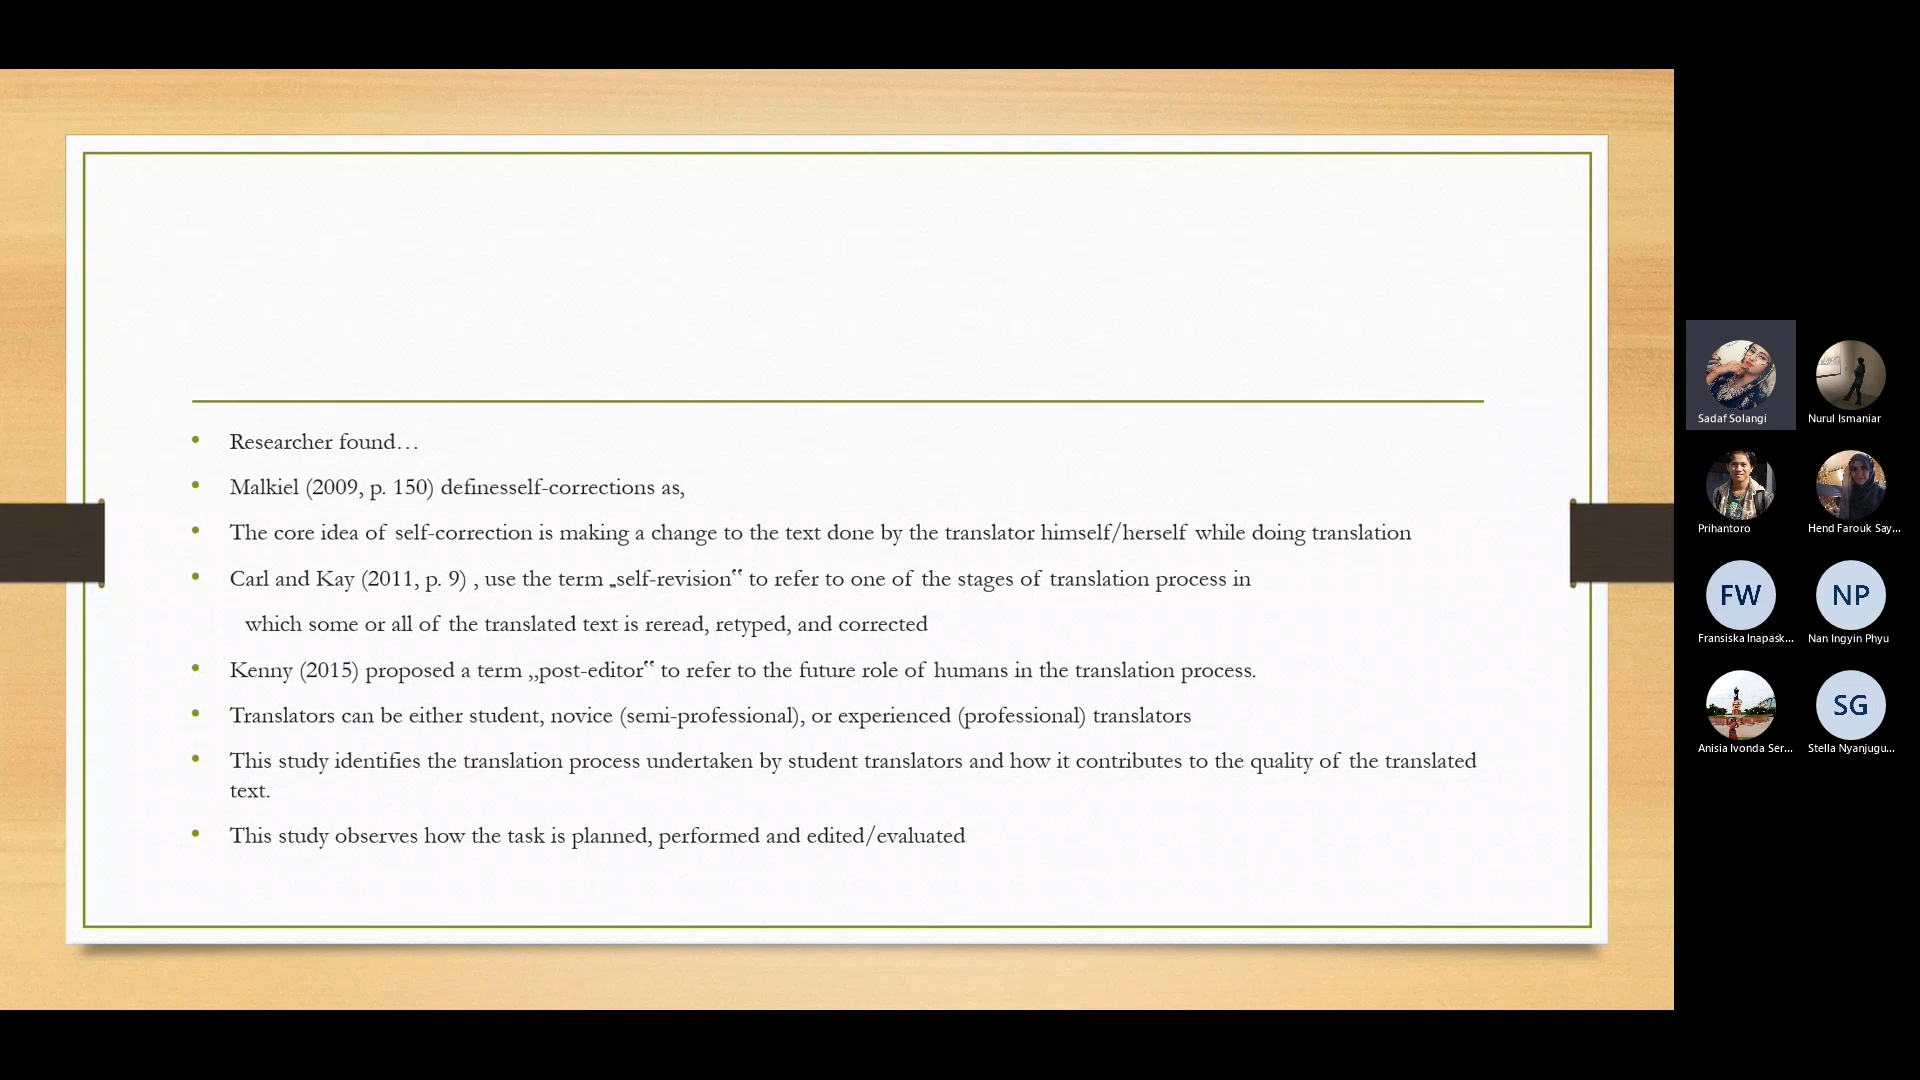 Researcher found…
Malkiel (2009, p. 150) definesself-corrections as,
The core idea of self-correction is making a change to the text done by the translator himself/herself while doing translation
Carl and Kay (2011, p. 9) , use the term „self-revision‟ to refer to one of the stages of translation process in
which some or all of the translated text is reread, retyped, and corrected
Kenny (2015) proposed a term „post-editor‟ to refer to the future role of humans in the translation process.
Translators can be either student, novice (semi-professional), or experienced (professional) translators
This study identifies the translation process undertaken by student translators and how it contributes to the quality of the translated
text.
This study observes how the task is planned, performed and edited/evaluated
Sadaf Solangi
Nurul Ismaniar
Prihantoro
Hend Farouk Say...
FW
NP
Fransiska Inapask...
Nan Ingyin Phyu
SG
Anisia Ivonda Ser...
Stella Nyanjugu...